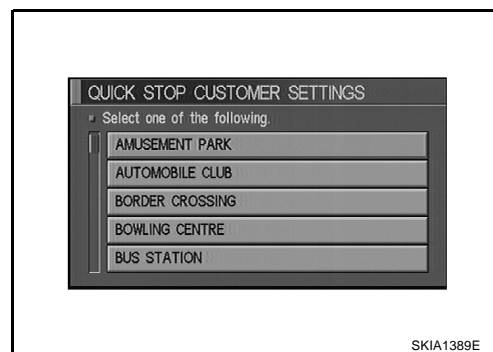 QUICK STOP CUSTOMER SETTINGS
Select one of the following.
AMUSEMENT PARK
AUTOMOBILE CLUB
BORDER CROSSING
BOWLING CENTRE
BUS STATION
SKIA1389E